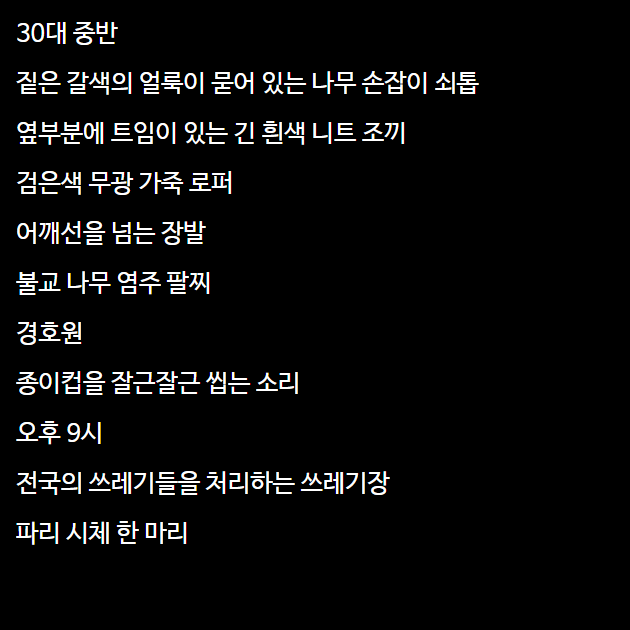 30대 중반
짙은 갈색의 얼룩이 묻어 있는 나무 손잡이 쇠톱
옆부분에 트임이 있는 긴 흰색 니트 조끼
검은색 무광 가죽 로퍼
어깨선을 넘는 장발
불교 나무 염주 팔찌
경호원
종이컵을 잘근잘근 씹는 소리
오후 9시
전국의 쓰레기들을 처리하는 쓰레기장
파리 시체 한 마리